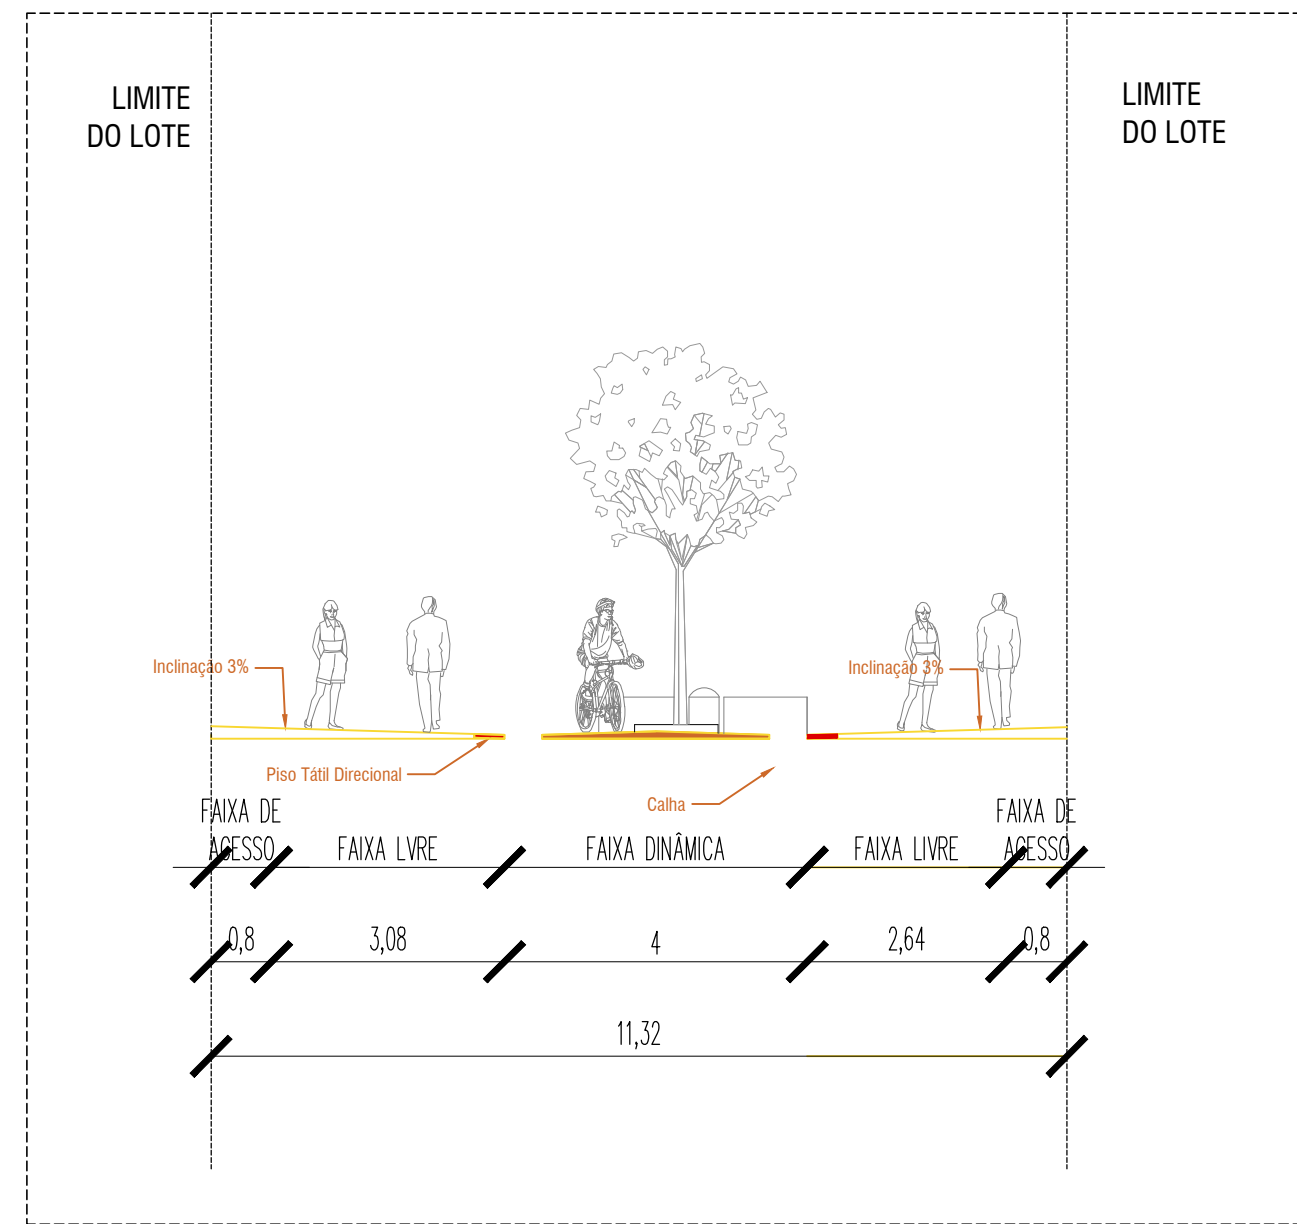 LIMITE
DO LOTE
LIMITE
DO LOTE
Inclinação 3%
Inclinação 3%
Piso Tátil Direcional
Calha
FAIXA DE
ACESSO
FAIXA LVRE
FAIXA DINÂMICA
FAIXA LIVRE
FAIXA DE
ACESSO
0,8
3,08
4
2,64
0,8
11,32